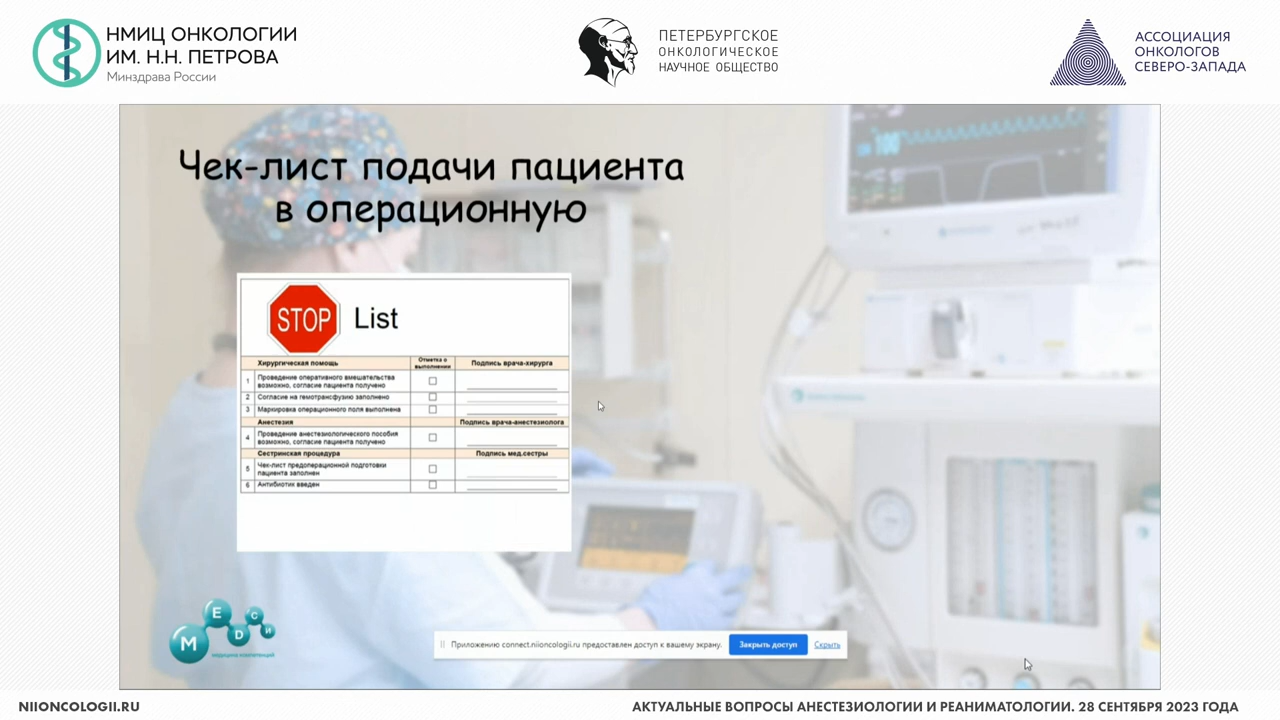 НМИЦ ОНКОЛОГИИ
ИМ. Н.Н. ПЕТРОВА
Минздрава России
ПЕТЕРБУРГСКОЕ
ОНКОЛОГИЧЕСКОЕ
НАУЧНОЕ ОБЩЕСТВО
АССОЦИАЦИЯ
ОНКОЛОГОВ
СЕВЕРО-ЗАПАДА
Чек-лист подачи пациента
в операционную
100
STOP List
Хирургическая помощь Отметка о выполнении Подпись врача-хирурга
1 Проведение оперативного вмешательства
возможно, согласие пациента получено
2 Согласие на гемотрансфузию заполнено
3 Маркировка операционного поля выполнена
Анестезия Подпись врача-анестезиолога
4 Проведение анестезиологического пособия
возможно, согласие пациента получено
Сестринская процедура Подпись мед.сестры
5 Чек-лист предоперационной подготовки
пациента заполнен
6 Антибиотик введен
МЕDСИ
медицина компетенций
Приложению connect.niioncologii.ru предоставлен доступ к вашему экрану. Закрыть доступ Скрыть
NIIONCOLOGII.RU
АКТУАЛЬНЫЕ ВОПРОСЫ АНЕСТЕЗИОЛОГИИ И РЕАНИМАТОЛОГИИ. 28 СЕНТЯБРЯ 2023 ГОДА